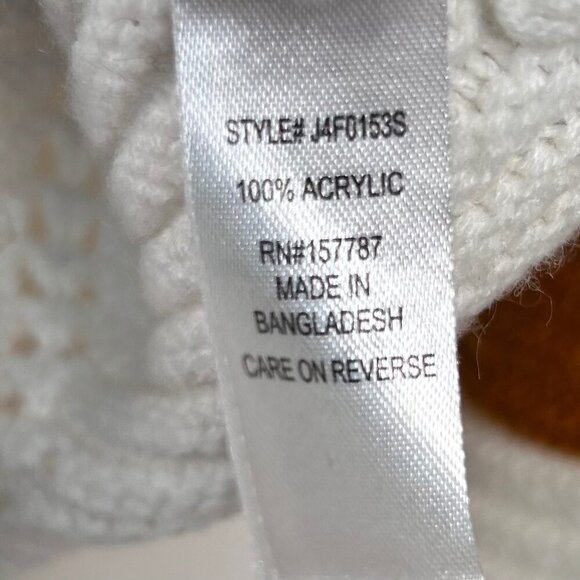 STYLE# J4F0153S
100% ACRYLIC
RN#157787
MADE IN
BANGLADESH
CARE ON REVERSE